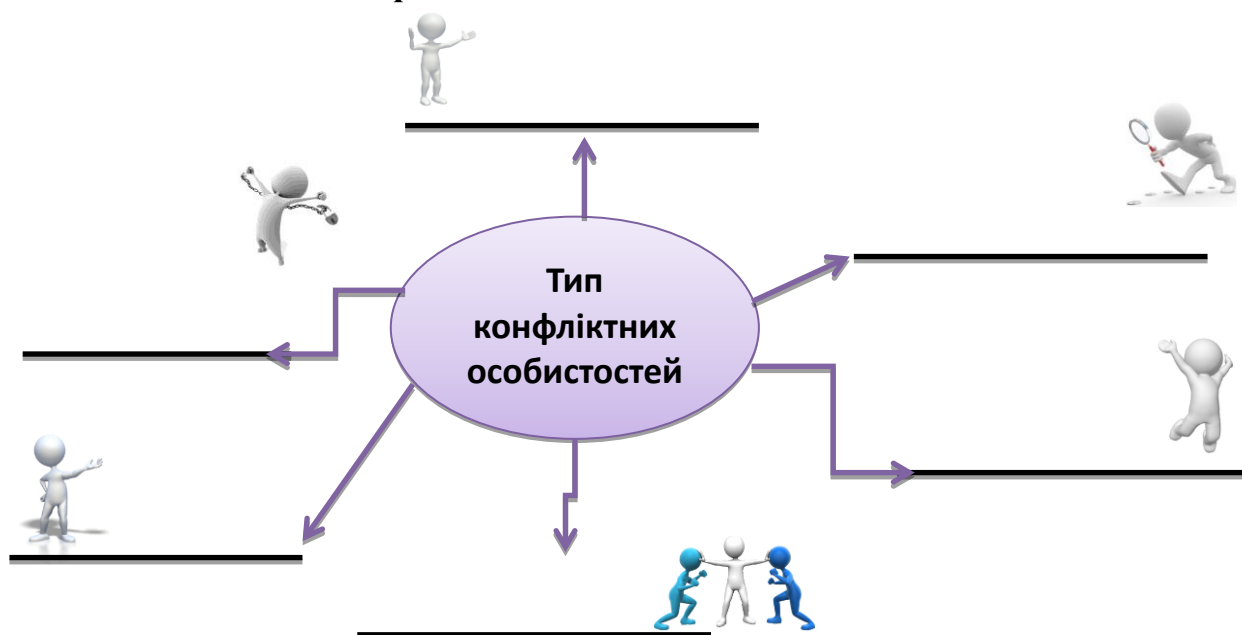 Тип
конфліктних
особистостей